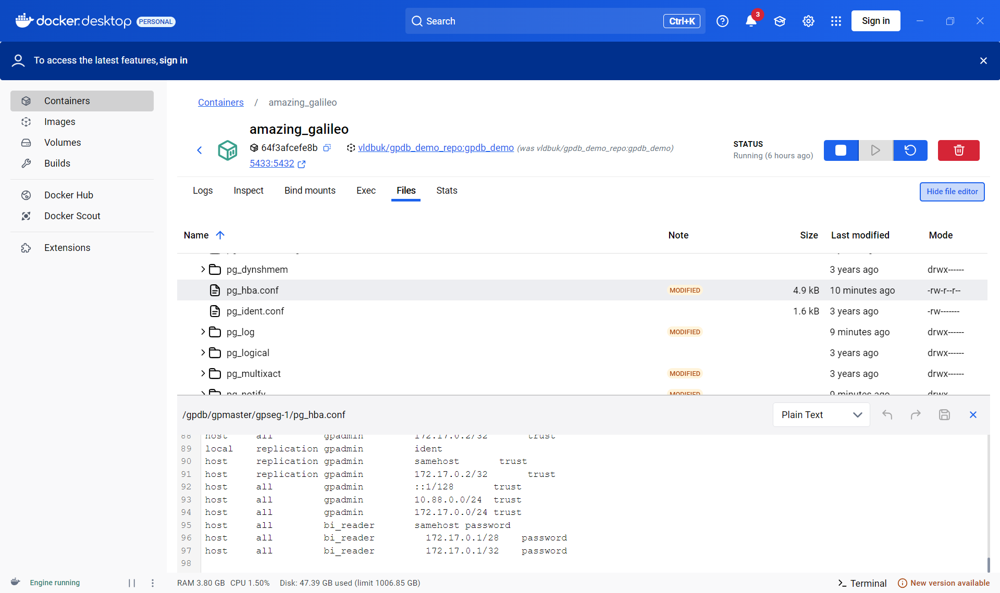 docker.desktop PERSONAL
Search Ctrl+K
3
Sign in
To access the latest features, sign in
Containers
Images
Volumes
Builds
Docker Hub
Docker Scout
Extensions
Containers / amazing_galileo
amazing_galileo
64f3afcefe8b vldbuk/gpdb_demo_repo:gpdb_demo (was vldbuk/gpdb_demo_repo:gpdb_demo)
5433:5432
STATUS
Running (6 hours ago)
Logs Inspect Bind mounts Exec Files Stats
Hide file editor
Name Note Size Last modified Mode
pg_dynshmem 3 years ago drwx------
pg_hba.conf MODIFIED 4.9 kB 10 minutes ago -rw-r--r--
pg_ident.conf 1.6 kB 3 years ago -rw-------
pg_log MODIFIED 9 minutes ago drwx------
pg_logical 3 years ago drwx------
pg_multixact MODIFIED 3 years ago drwx------
pg_notify MODIFIED 9 minutes ago drwx------
/gpdb/gpmaster/gpseg-1/pg_hba.conf Plain Text
88 host all gpadmin 172.17.0.2/32 trust
89 local replication gpadmin ident
90 host replication gpadmin samehost trust
91 host replication gpadmin 172.17.0.2/32 trust
92 host all gpadmin ::1/128 trust
93 host all gpadmin 10.88.0.0/24 trust
94 host all gpadmin 172.17.0.0/24 trust
95 host all bi_reader samehost password
96 host all bi_reader 172.17.0.1/28 password
97 host all bi_reader 172.17.0.1/32 password
98
Engine running
RAM 3.80 GB CPU 1.50% Disk: 47.39 GB used (limit 1006.85 GB)
Terminal
New version available